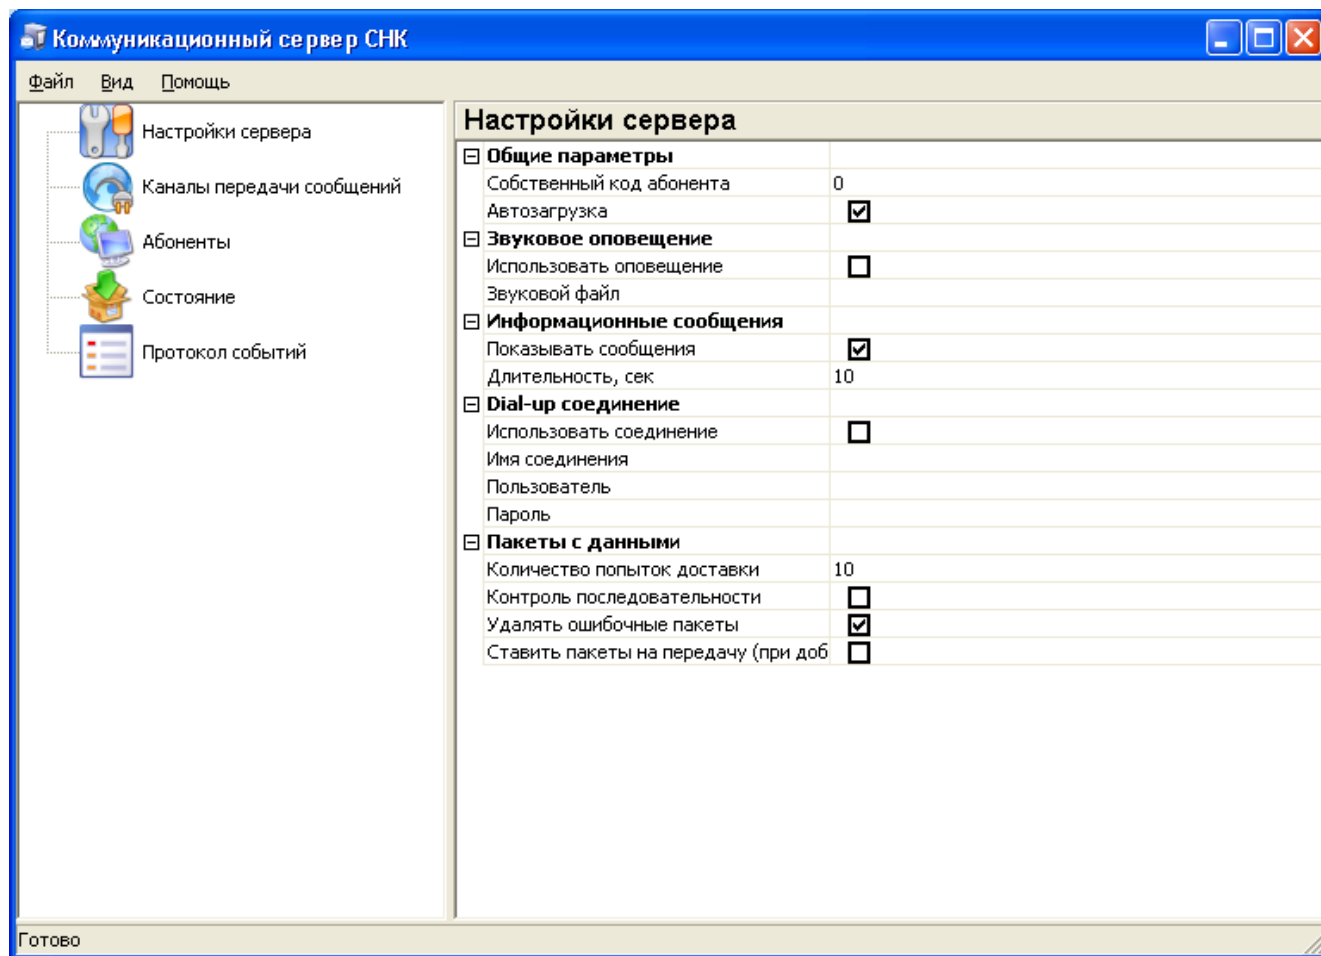 Коммуникационный сервер СНК
Файл Вид Помощь
Настройки сервера
Каналы передачи сообщений
Абоненты
Состояние
Протокол событий
Настройки сервера
Общие параметры
Собственный код абонента 0
Автозагрузка
Звуковое оповещение
Использовать оповещение
Звуковой файл
Информационные сообщения
Показывать сообщения
Длительность, сек 10
Dial-up соединение
Использовать соединение
Имя соединения
Пользователь
Пароль
Пакеты с данными
Количество попыток доставки 10
Контроль последовательности
Удалять ошибочные пакеты
Ставить пакеты на передачу (при доб
Готово